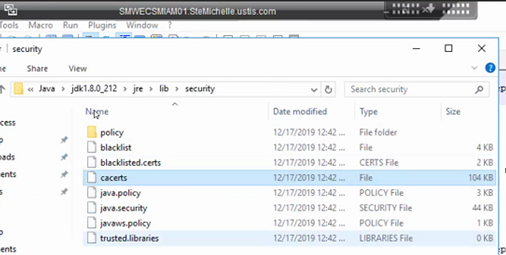 SMWECSMIAM01.SteMichelle.ustis.com
Tools Macro Run Plugins Window ?
security
Share View
Java jdk1.8.0_212 jre lib security Search security
Name Date modified Type Size
policy 12/17/2019 12:42 ... File folder
blacklist 12/17/2019 12:42 ... File 4 KB
blacklisted.certs 12/17/2019 12:42 ... CERTS File 2 KB
cacerts 12/17/2019 12:42 ... File 104 KB
java.policy 12/17/2019 12:42 ... POLICY File 3 KB
java.security 12/17/2019 12:42 ... SECURITY File 44 KB
javaws.policy 12/17/2019 12:42 ... POLICY File 1 KB
trusted.libraries 12/17/2019 12:42 ... LIBRARIES File 0 KB